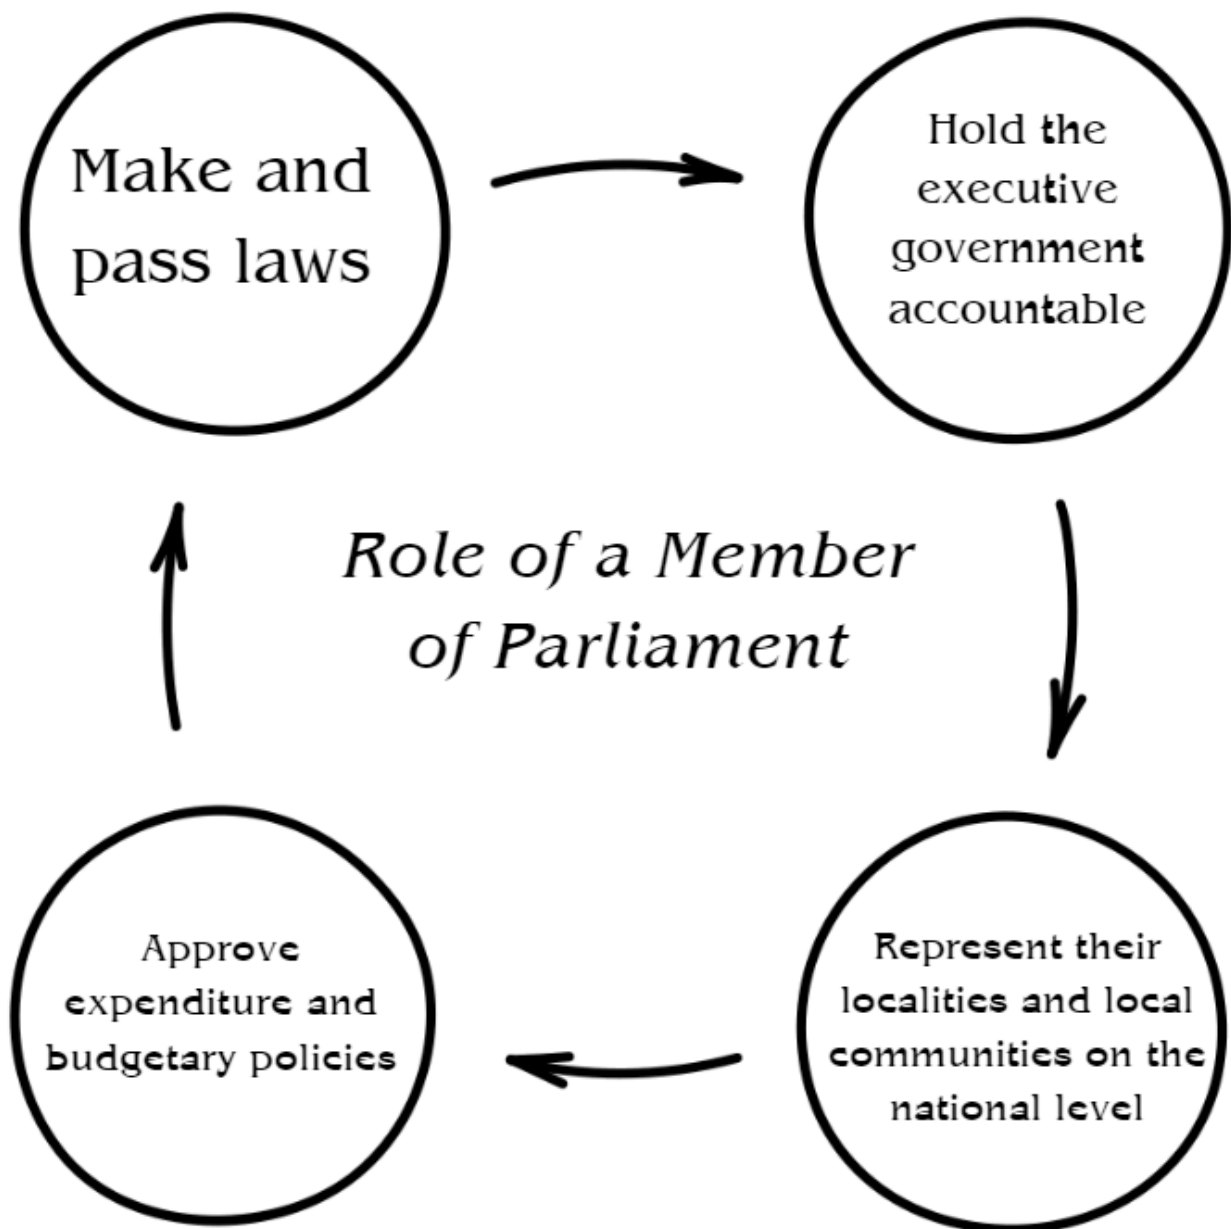 Make and
pass laws
Hold the
executive
government
accountable
Role of a Member
of Parliament
Approve
expenditure and
budgetary policies
Represent their
localities and local
communities on the
national level